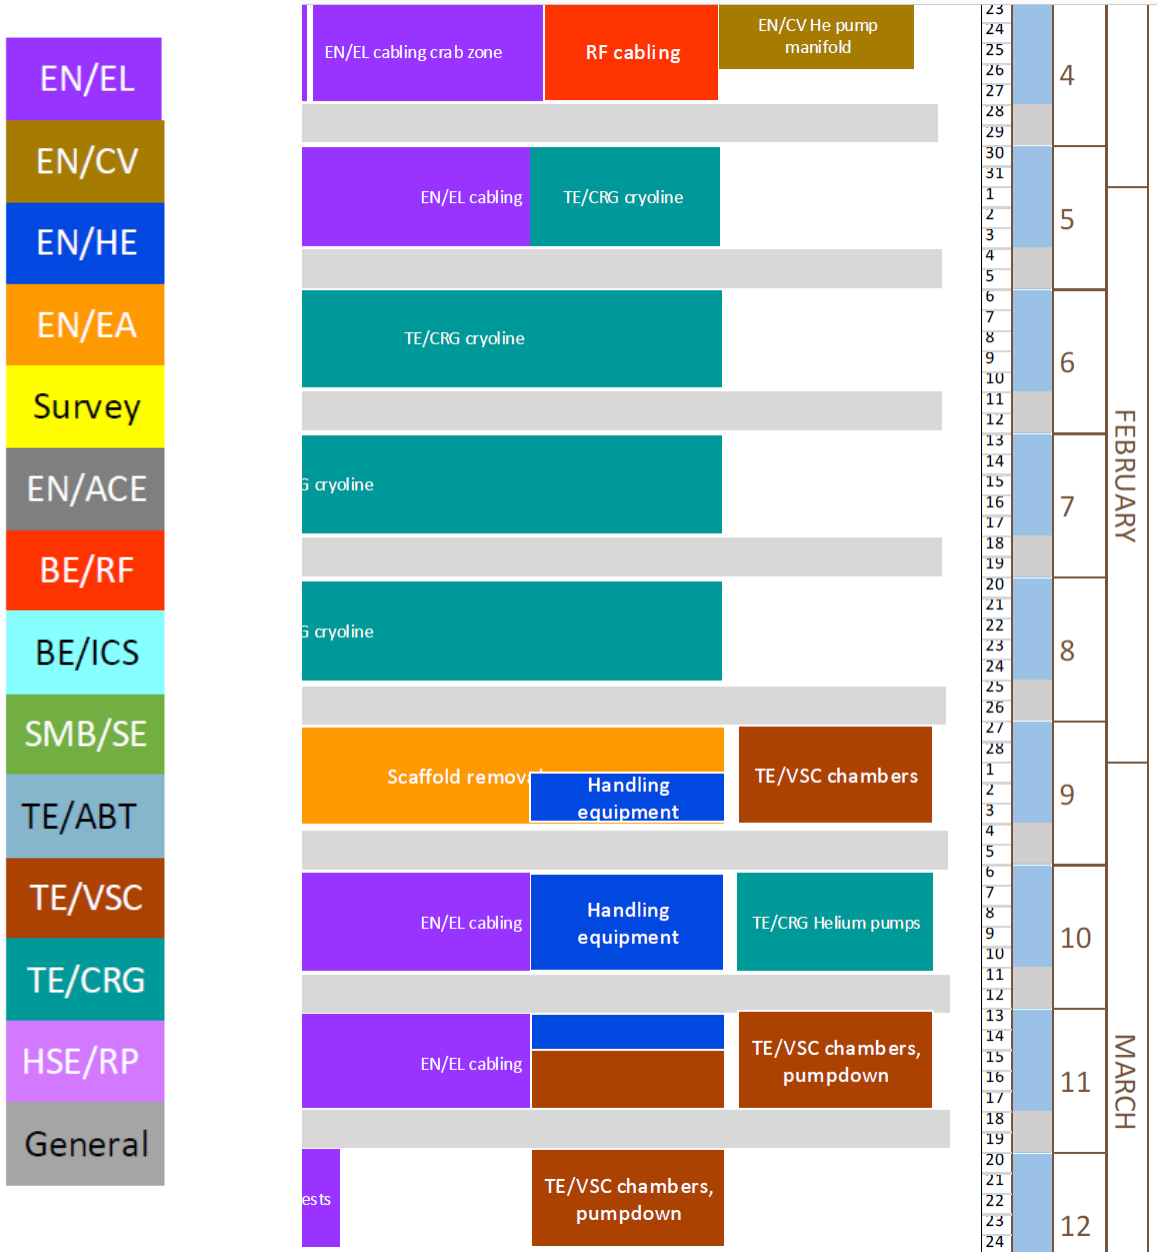 EN/EL
EN/CV
EN/HE
EN/EA
Survey
EN/ACE
BE/RF
BE/ICS
SMB/SE
TE/ABT
TE/VSC
TE/CRG
HSE/RP
General
EN/EL cabling crab zone
RF cabling
EN/CV He pump
manifold
EN/EL cabling
TE/CRG cryoline
TE/CRG cryoline
G cryoline
G cryoline
Scaffold removal
Handling
equipment
TE/VSC chambers
EN/EL cabling
Handling
equipment
TE/CRG Helium pumps
EN/EL cabling
TE/VSC chambers,
pumpdown
ests
TE/VSC chambers,
pumpdown
23
24
25
26
27
28
29
30
31
1
2
3
4
5
6
7
8
9
10
11
12
13
14
15
16
17
18
19
20
21
22
23
24
25
26
27
28
1
2
3
4
5
6
7
8
9
10
11
12
13
14
15
16
17
18
19
20
21
22
23
24
4
5
6
7
8
9
10
11
12
FEBRUARY
MARCH